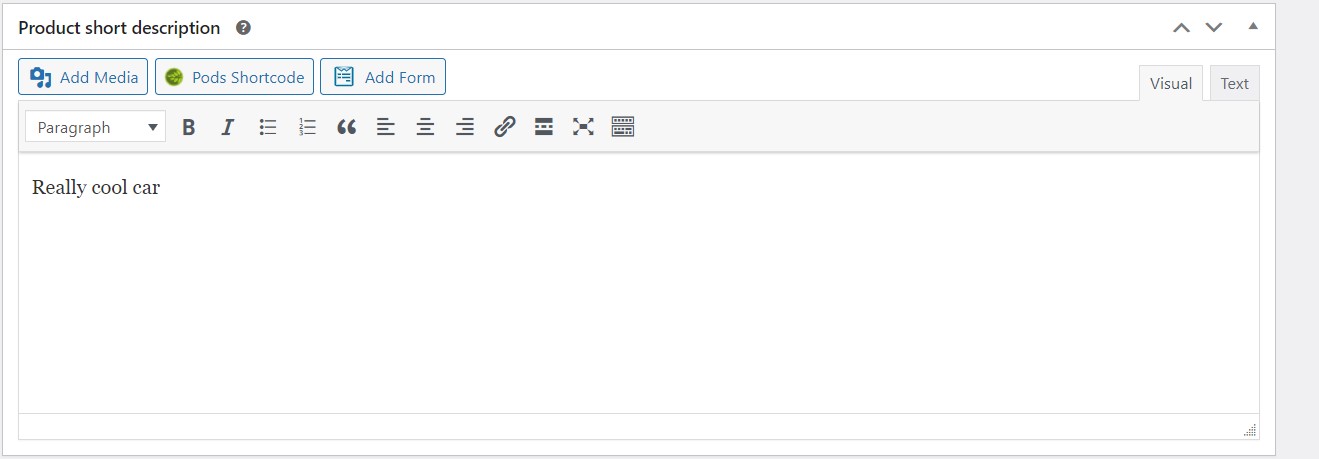 Product short description
Add Media Pods Shortcode Add Form
Visual Text
Paragraph
Really cool car